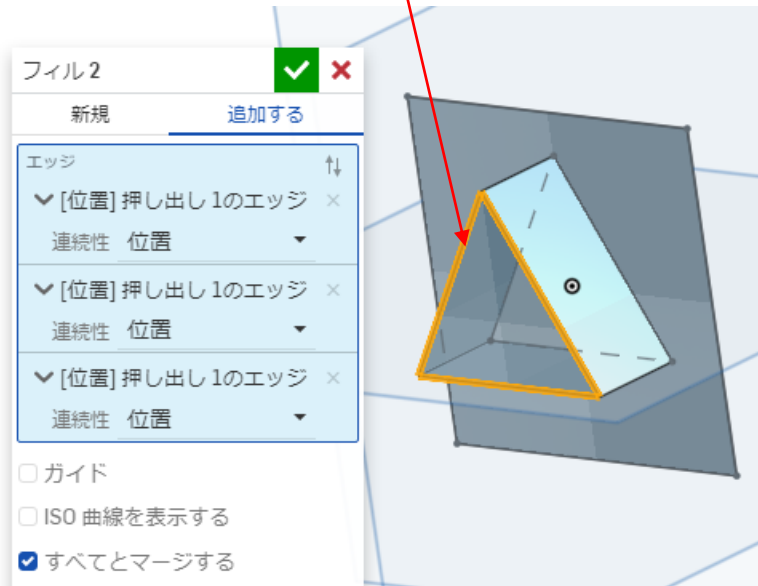 フィル 2
新規
追加する
エッジ
[位置] 押し出し 1のエッジ
連続性 位置
[位置] 押し出し 1のエッジ
連続性 位置
[位置] 押し出し 1のエッジ
連続性 位置
ガイド
ISO 曲線を表示する
すべてとマージする